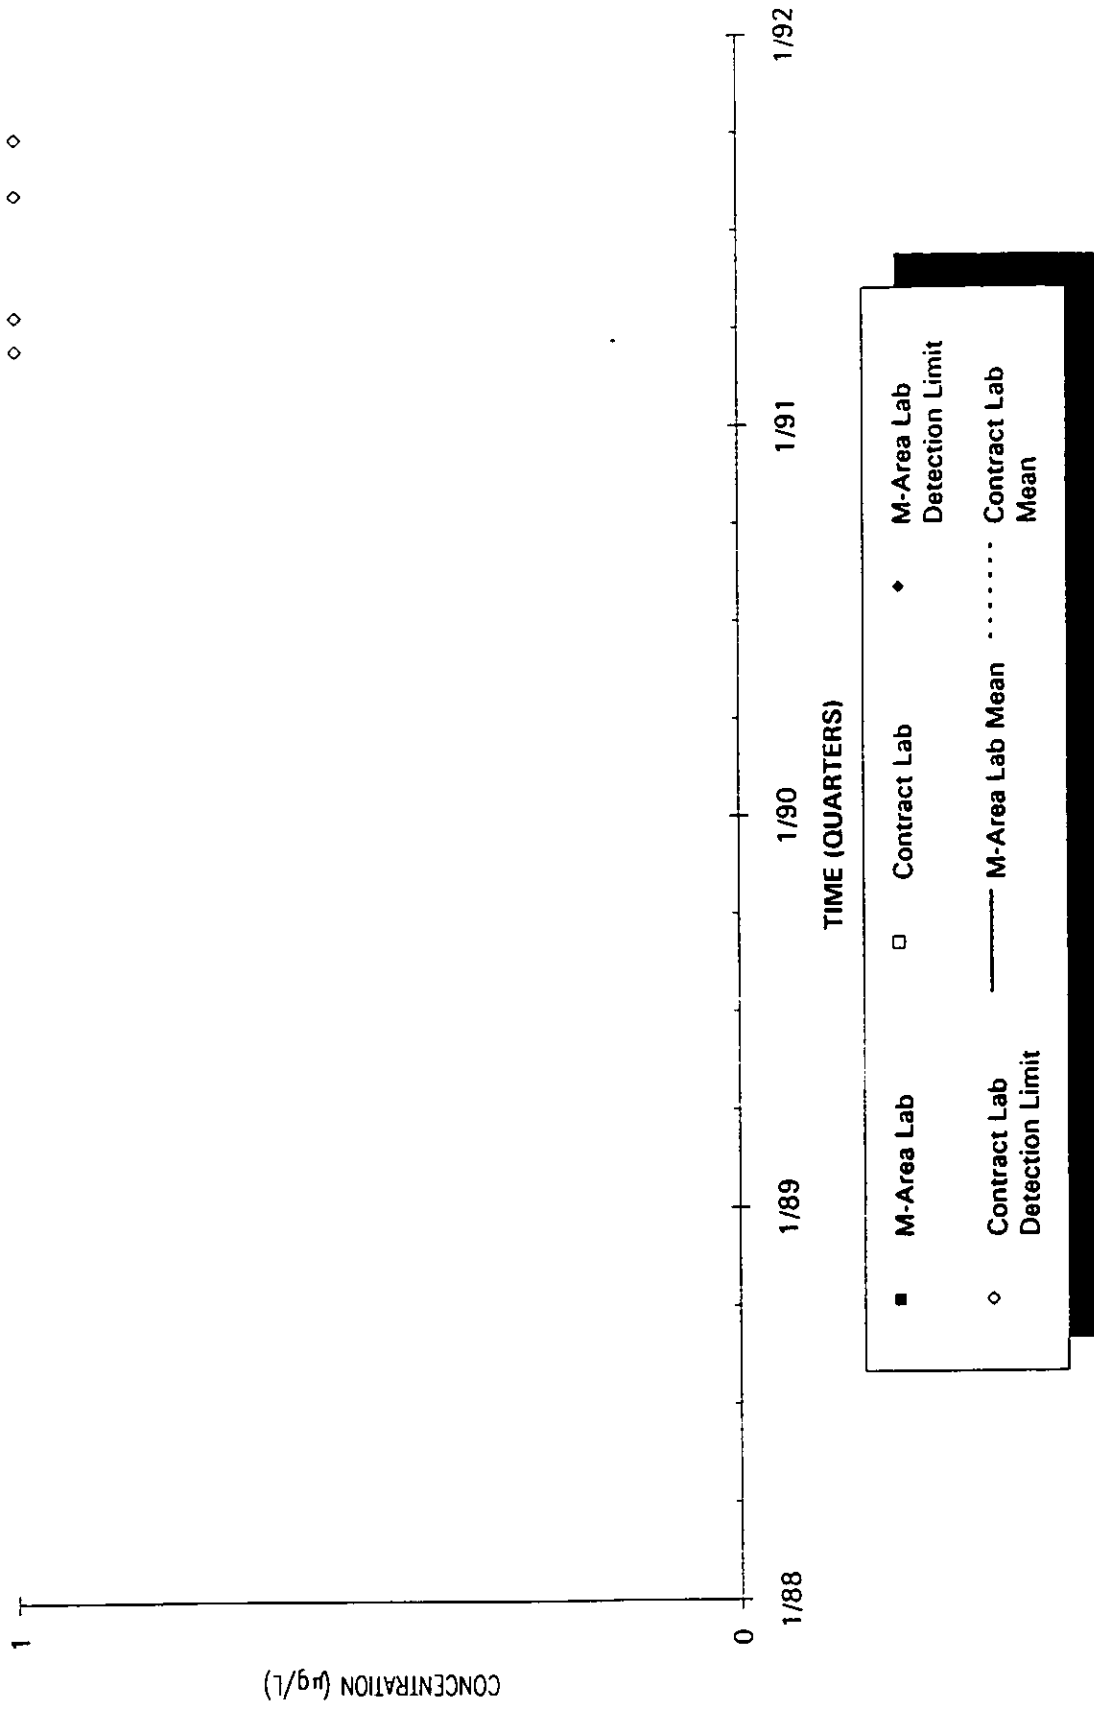 1
0
CONCENTRATION (µg/L)
1/88
1/89
1/90
1/91
1/92
TIME (QUARTERS)
M-Area Lab
Contract Lab
M-Area Lab
Detection Limit
Contract Lab
Detection Limit
M-Area Lab Mean
Contract Lab
Mean